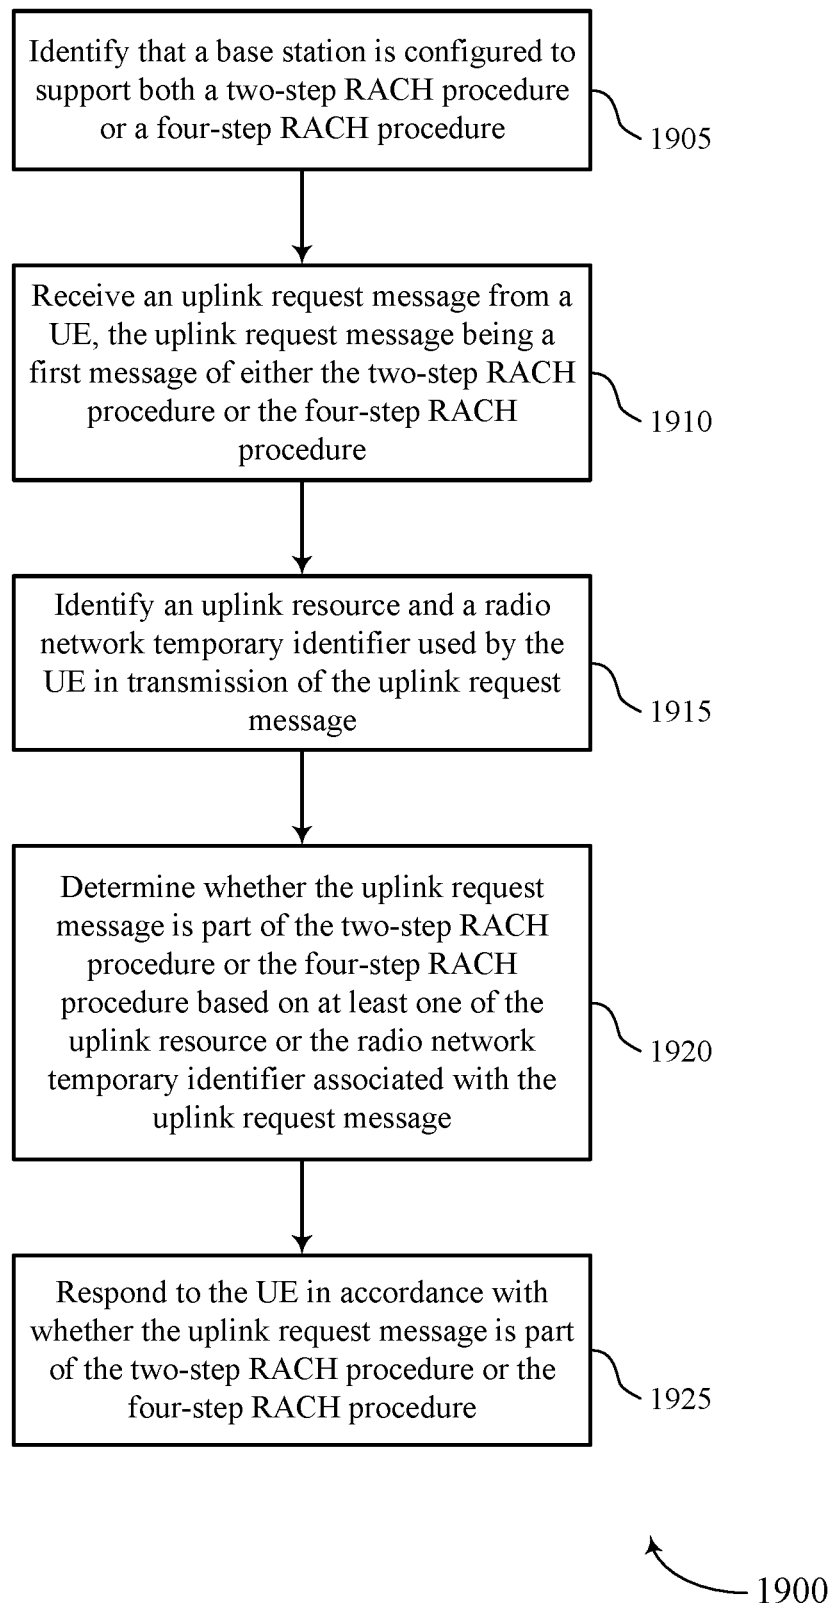 Identify that a base station is configured to
support both a two-step RACH procedure
or a four-step RACH procedure
1905
Receive an uplink request message from a
UE, the uplink request message being a
first message of either the two-step RACH
procedure or the four-step RACH
procedure
1910
Identify an uplink resource and a radio
network temporary identifier used by the
UE in transmission of the uplink request
message
1915
Determine whether the uplink request
message is part of the two-step RACH
procedure or the four-step RACH
procedure based on at least one of the
uplink resource or the radio network
temporary identifier associated with the
uplink request message
1920
Respond to the UE in accordance with
whether the uplink request message is part
of the two-step RACH procedure or the
four-step RACH procedure
1925
1900